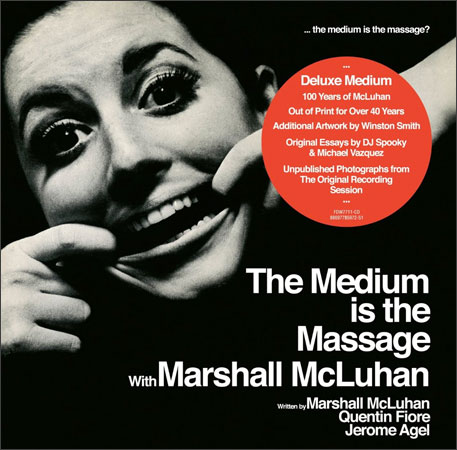 ... the medium is the massage?
...
Deluxe Medium
100 Years of McLuhan
Out of Print for Over 40 Years
Additional Artwork by Winston Smith
Original Essays by DJ Spooky
& Michael Vazquez
Unpublished Photographs from
The Original Recording
Session
...
The Medium
is the
Massage
With Marshall McLuhan
Written by Marshall McLuhan
Quentin Fiore
Jerome Agel